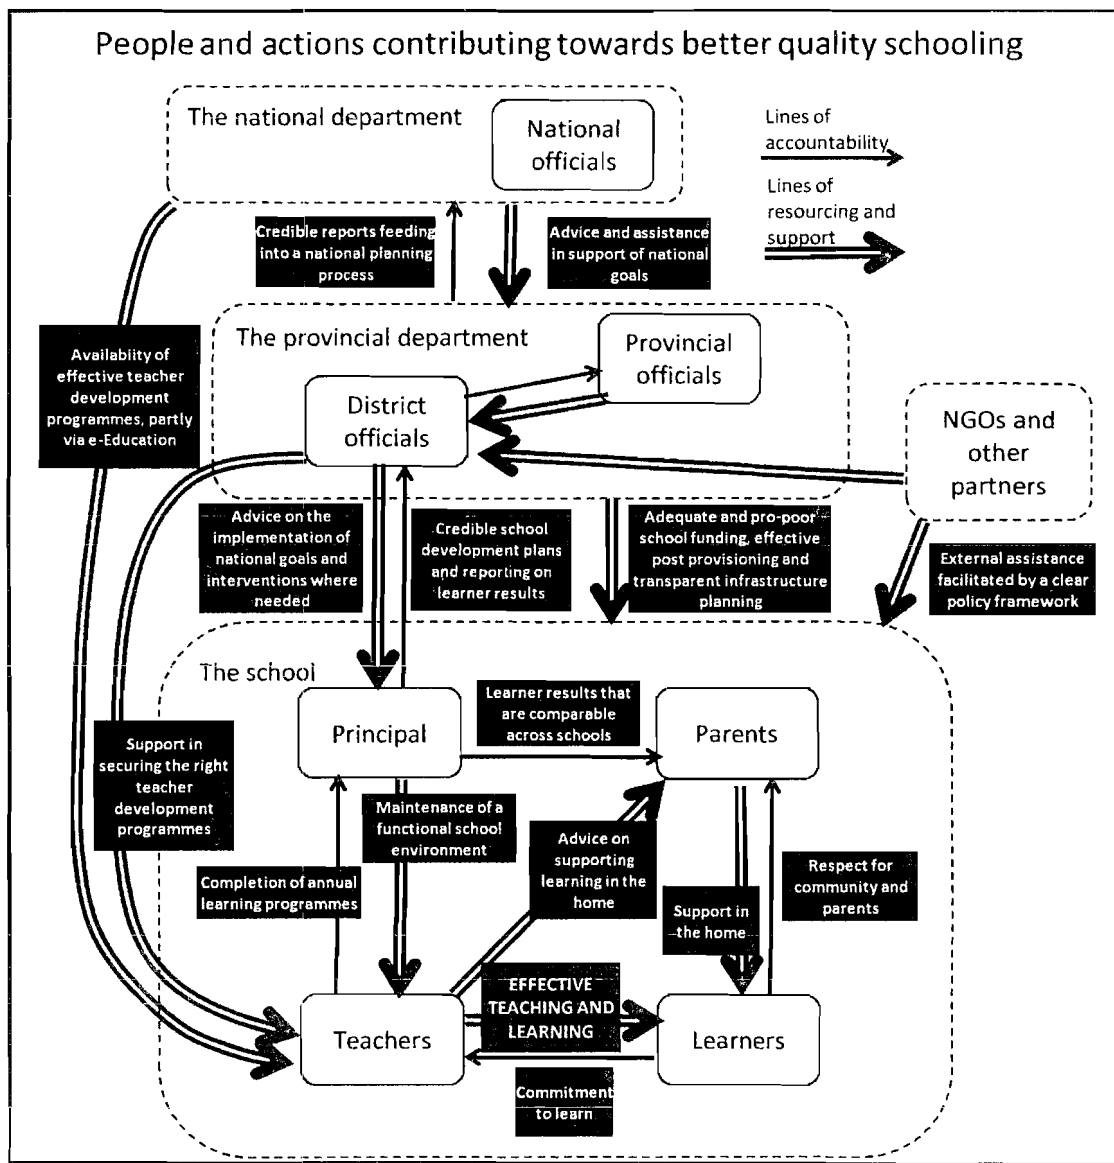 People and actions contributing towards better quality schooling
The national department
National
officials
Lines of
accountability
Lines of
resourcing and
support
Credible reports feeding
into a national planning
process
Advice and assistance
in support of national
goals
The provincial department
Provincial
officials
District
officials
Availabiity of
effective teacher
development
programmes, partly
via e-Education
NGOs and
other
partners
Advice on the
implementation of
national goals and
interventions where
needed
Credible school
development plans
and reporting on
learner results
Adequate and pro-poor
school funding, effective
post provisioning and
transparent infrastructure
planning
External assistance
facilitated by a clear
policy framework
The school
Principal
Learner results that
are comparable
across schools
Parents
Support in
securing the right
teacher
development
programmes
Maintenance of a
functional school
environment
Advice on
supporting
learning in the
home
Completion of annual
learning programmes
Respect for
community and
parents
Support in
the home
Teachers
EFFECTIVE
TEACHING AND
LEARNING
Learners
Commitment
to learn